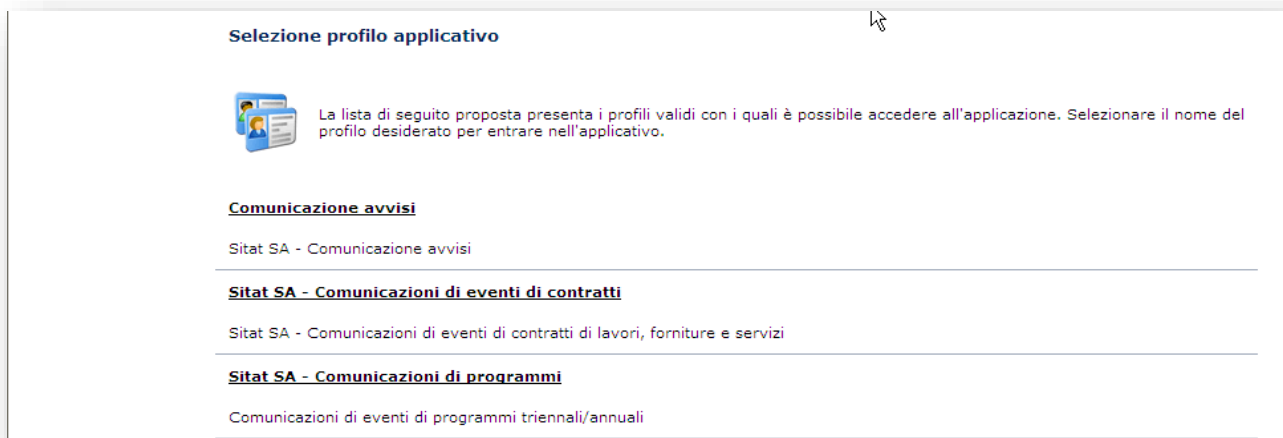 Selezione profilo applicativo
La lista di seguito proposta presenta i profili validi con i quali è possibile accedere all'applicazione. Selezionare il nome del
profilo desiderato per entrare nell'applicativo.
Comunicazione avvisi
Sitat SA - Comunicazione avvisi
Sitat SA - Comunicazioni di eventi di contratti
Sitat SA - Comunicazioni di eventi di contratti di lavori, forniture e servizi
Sitat SA - Comunicazioni di programmi
Comunicazioni di eventi di programmi triennali/annuali